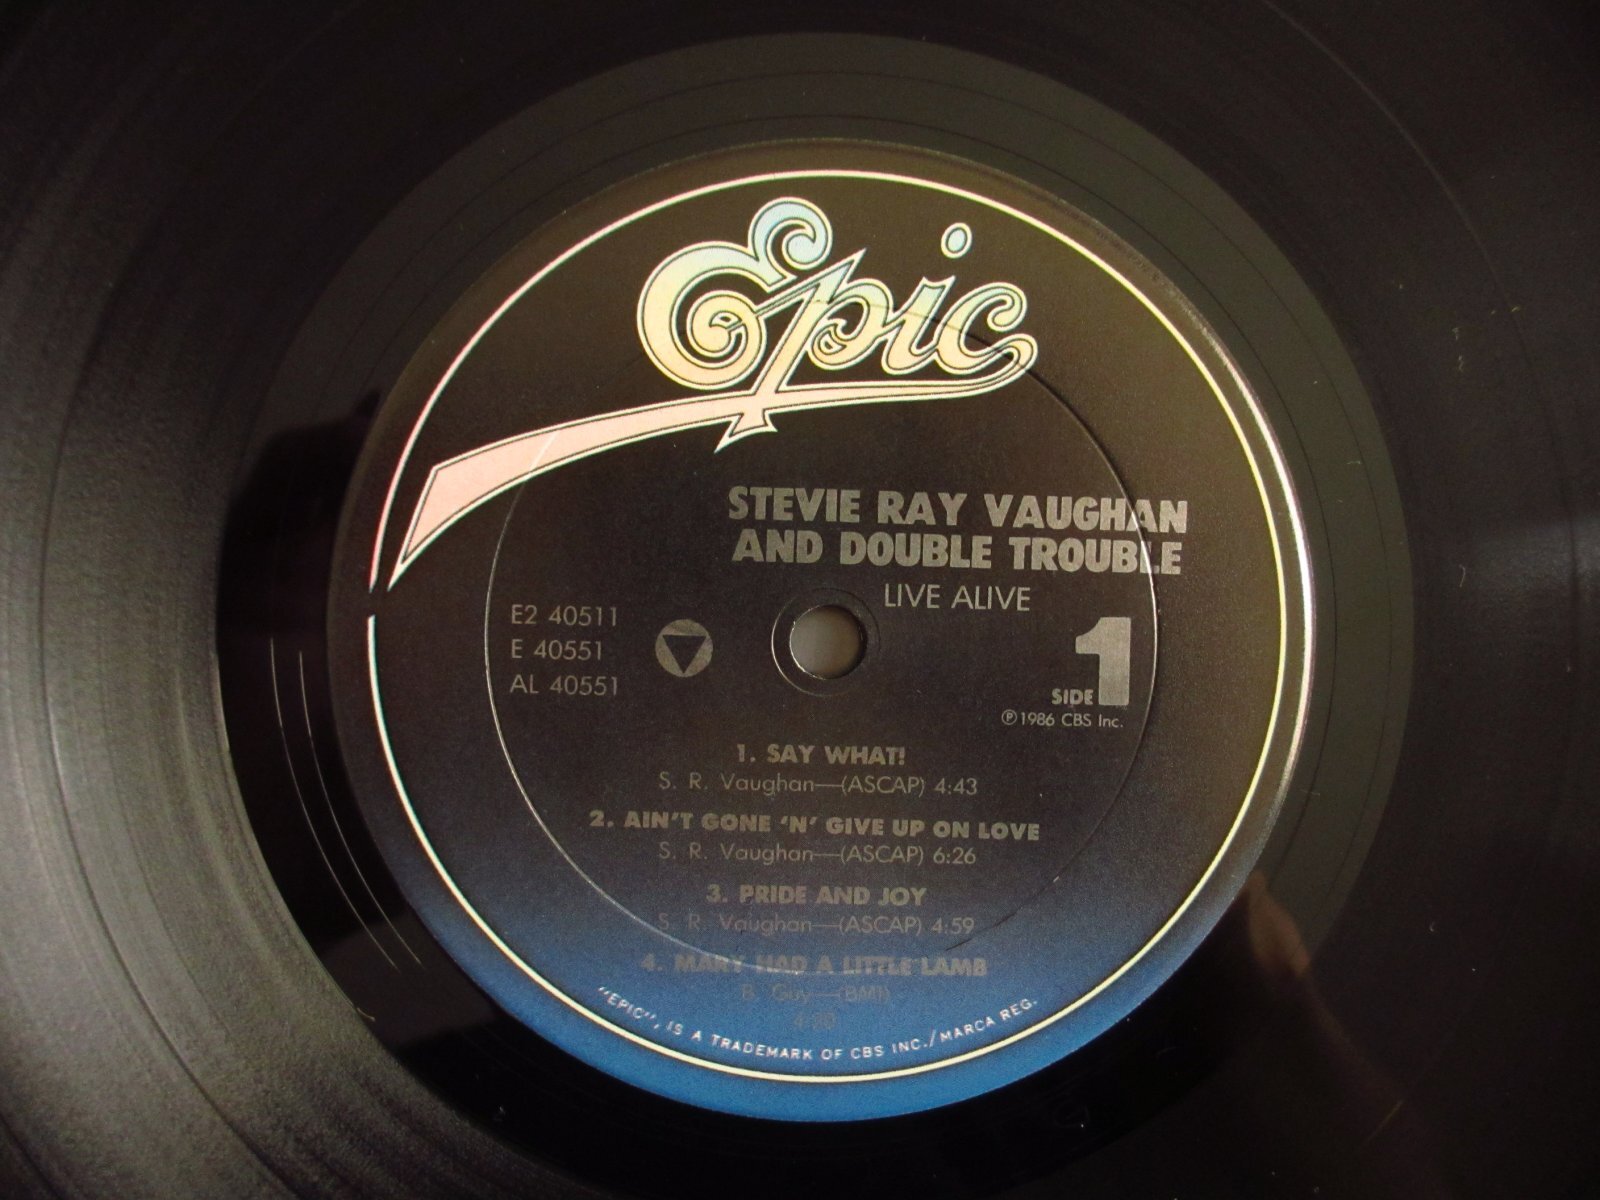 Epic
STEVIE RAY VAUGHAN
AND DOUBLE TROUBLE
LIVE ALIVE
E2 40511
E 40551
AL 40551
SIDE 1
℗1986 CBS Inc.
1. SAY WHAT!
S. R. Vaughan—(ASCAP) 4:43
2. AIN'T GONE 'N' GIVE UP ON LOVE
S. R. Vaughan—(ASCAP) 6:26
3. PRIDE AND JOY
S. R. Vaughan—(ASCAP) 4:59
4. MARY HAD A LITTLE LAMB
B. Guy—(BMI)
"EPIC", IS A TRADEMARK OF CBS INC./MARCA REG.